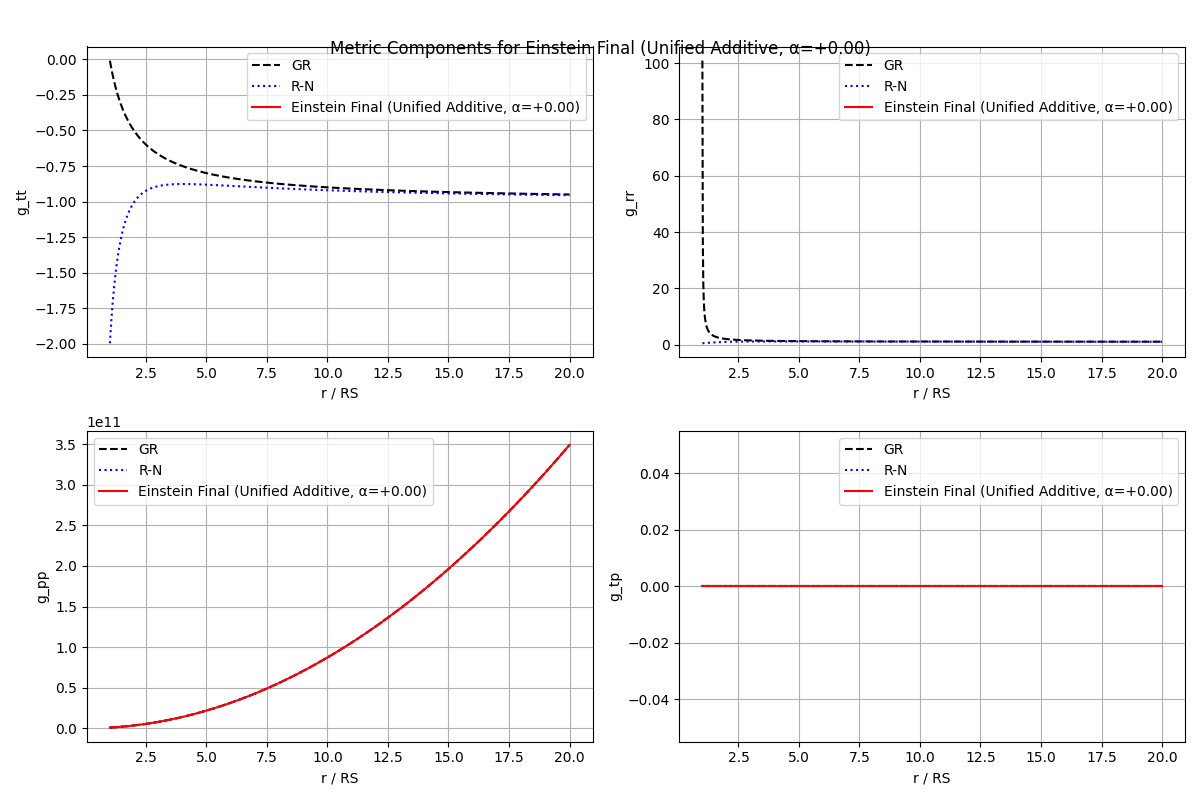 Metric Components for Einstein Final (Unified Additive, α=+0.00)
GR
R-N
Einstein Final (Unified Additive, α=+0.00)
0.00
−0.25
−0.50
−0.75
−1.00
−1.25
−1.50
−1.75
−2.00
g_tt
2.5 5.0 7.5 10.0 12.5 15.0 17.5 20.0
r / RS
GR
R-N
Einstein Final (Unified Additive, α=+0.00)
100
80
60
40
20
0
g_rr
2.5 5.0 7.5 10.0 12.5 15.0 17.5 20.0
r / RS
1e11
GR
R-N
Einstein Final (Unified Additive, α=+0.00)
3.5
3.0
2.5
2.0
1.5
1.0
0.5
0.0
g_pp
2.5 5.0 7.5 10.0 12.5 15.0 17.5 20.0
r / RS
GR
R-N
Einstein Final (Unified Additive, α=+0.00)
0.04
0.02
0.00
−0.02
−0.04
g_tp
2.5 5.0 7.5 10.0 12.5 15.0 17.5 20.0
r / RS